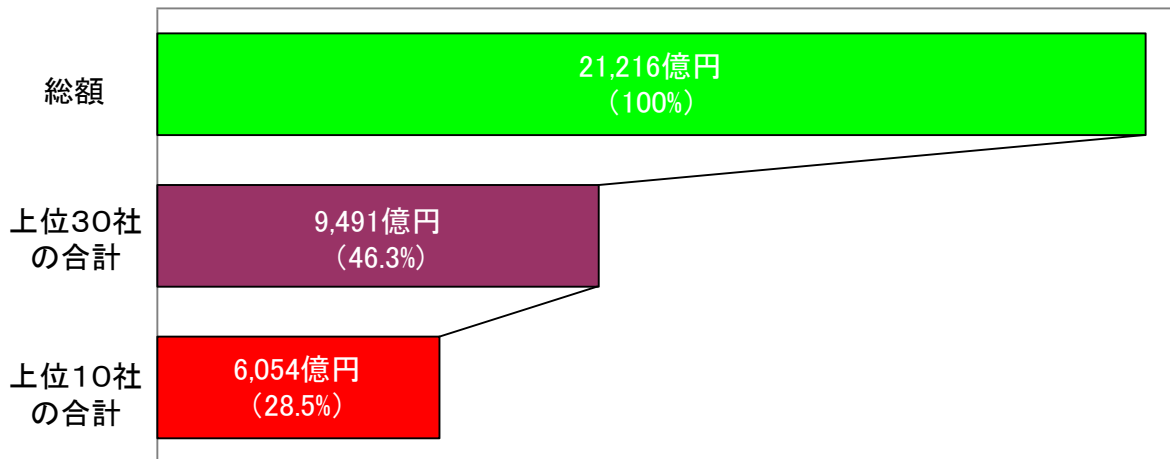 総額
21,216億円
(100%)
上位30社
の合計
9,491億円
(46.3%)
上位10社
の合計
6,054億円
(28.5%)